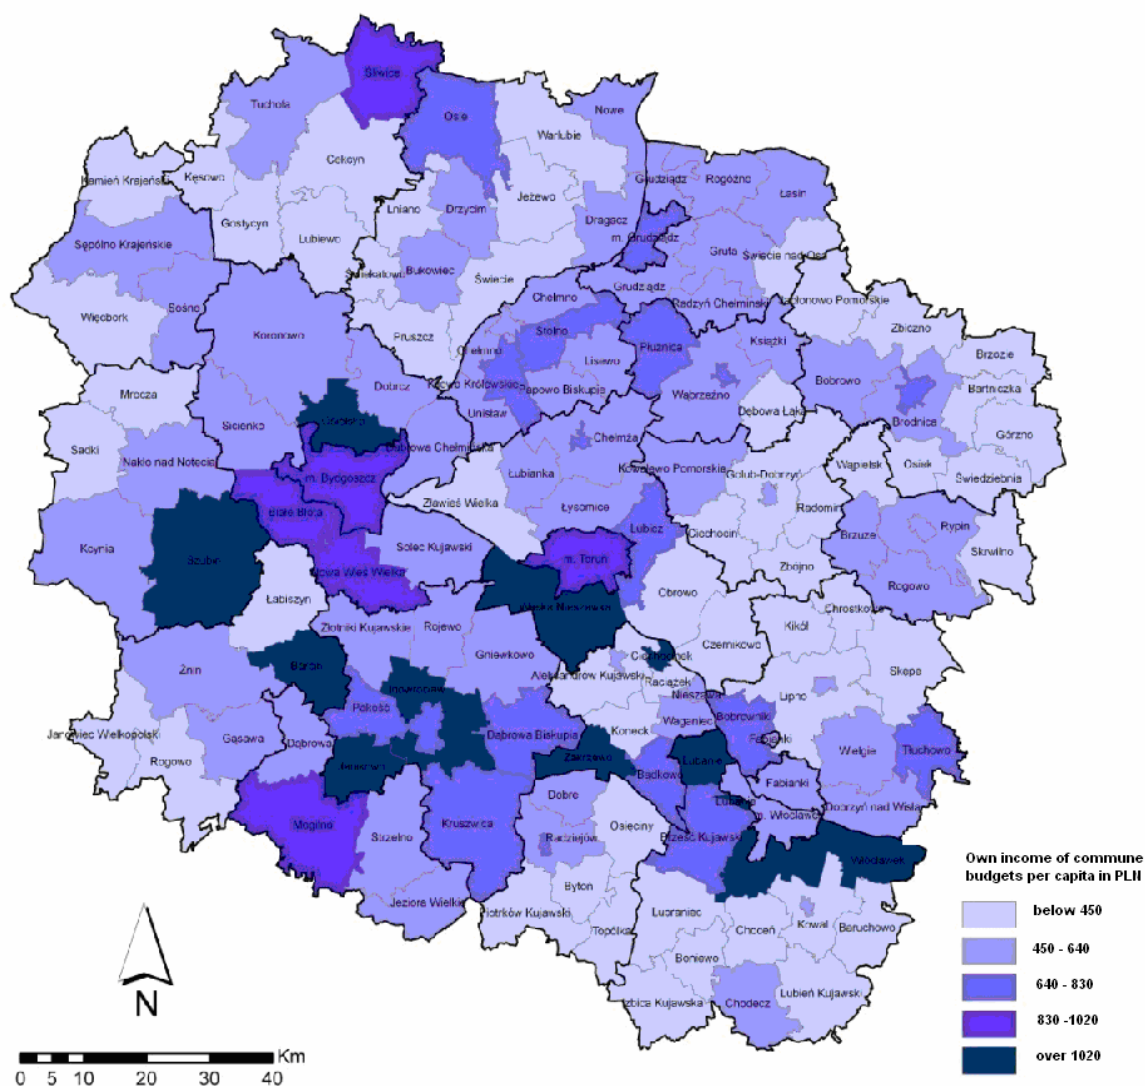 Śliwice
Tuchola
Osie
Nowe
Warlubie
Cekcyn
Kamień Krajeński
Kęsowo
Grudziądz
Rogóźno
Łasin
Lniano
Drzycim
Jeżewo
Gostycyn
Lubiewo
Dragacz
m. Grudziądz
Sępólno Krajeńskie
Gruta
Świecie nad Osą
Bukowiec
Świecie
Grudziądz
Chełmno
Radzyń Chełmiński
Jabłonowo Pomorskie
Sośno
Więcbork
Koronowo
Pruszcz
Stolno
Zbiczno
Książki
Płużnica
Lisewo
Chełmno
Brzozie
Bobrowo
Bartniczka
Mrocza
Dobrcz
Papowo Biskupie
Wąbrzeźno
Dębowa Łąka
Brodnica
Unisław
Sicienko
Górzno
Chełmża
Dąbrowa Chełmińska
Sadki
Nakło nad Notecią
Łubianka
Kowalewo Pomorskie
Golub-Dobrzyń
Wąpielsk
Osiek
Świedziebnia
m. Bydgoszcz
Zławieś Wielka
Łysomice
Radomin
Białe Błota
Lubicz
Ciechocin
Brzuze
Rypin
Kcynia
Szubin
Solec Kujawski
m. Toruń
Skrwilno
Nowa Wieś Wielka
Zbójno
Rogowo
Łabiszyn
Obrowo
Wielka Nieszawka
Chrostkowo
Złotniki Kujawskie
Rojewo
Kikół
Czernikowo
Żnin
Barcin
Gniewkowo
Ciechocinek
Aleksandrów Kujawski
Raciążek
Skępe
Inowrocław
Nieszawa
Lipno
Pakość
Waganiec
Bobrowniki
Janowiec Wielkopolski
Gąsawa
Dąbrowa
Dąbrowa Biskupia
Koneck
Fabianki
Wielgie
Tłuchowo
Rogowo
Janikowo
Zakrzewo
Bądkowo
Lubanie
Fabianki
Dobre
Lubanie
Dobrzyń nad Wisłą
Mogilno
Strzelno
Kruszwica
Radziejów
Osięciny
Brześć Kujawski
m. Włocławek
Włocławek
Bytoń
Jeziora Wielkie
Piotrków Kujawski
Lubraniec
Choceń
Kowal
Baruchowo
Topólka
Boniewo
Izbica Kujawska
Chodecz
Lubień Kujawski
Own income of commune
budgets per capita in PLN
below 450
450 - 640
640 - 830
830 -1020
over 1020
N
Km
0 5 10 20 30 40